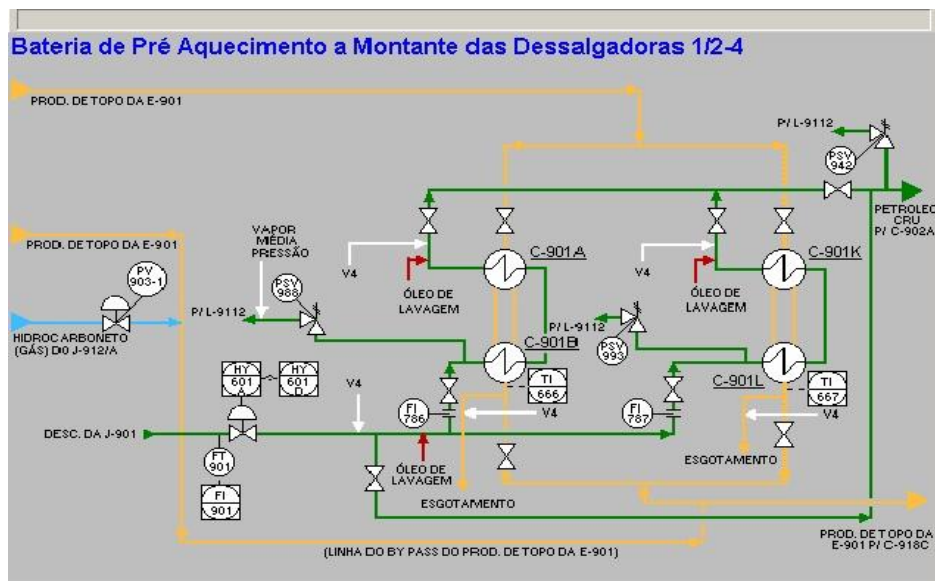 Bateria de Pré Aquecimento a Montante das Dessalgadoras 1/2-4
PROD. DE TOPO DA E-901
P/ L-9112
PSV
942
PETROLEO
CRU
P/ C-902A
PROD. DE TOPO DA E-901
VAPOR
MÉDIA
PRESSÃO
V4
ÓLEO DE
LAVAGEM
C-901A
V4
ÓLEO DE
LAVAGEM
C-901K
PV
903-1
PSV
988
P/ L-9112
HIDROCARBONETO
(GÁS) DO J-912/A
P/ L-9112
C-901B
PSV
993
C-901L
HY
601
A
HY
601
D
V4
TI
666
TI
667
FI
786
V4
FI
787
V4
DESC. DA J-901
FT
901
FI
901
ÓLEO DE
LAVAGEM
ESGOTAMENTO
ESGOTAMENTO
PROD. DE TOPO DA
E-901 P/ C-918C
(LINHA DO BY PASS DO PROD. DE TOPO DA E-901)